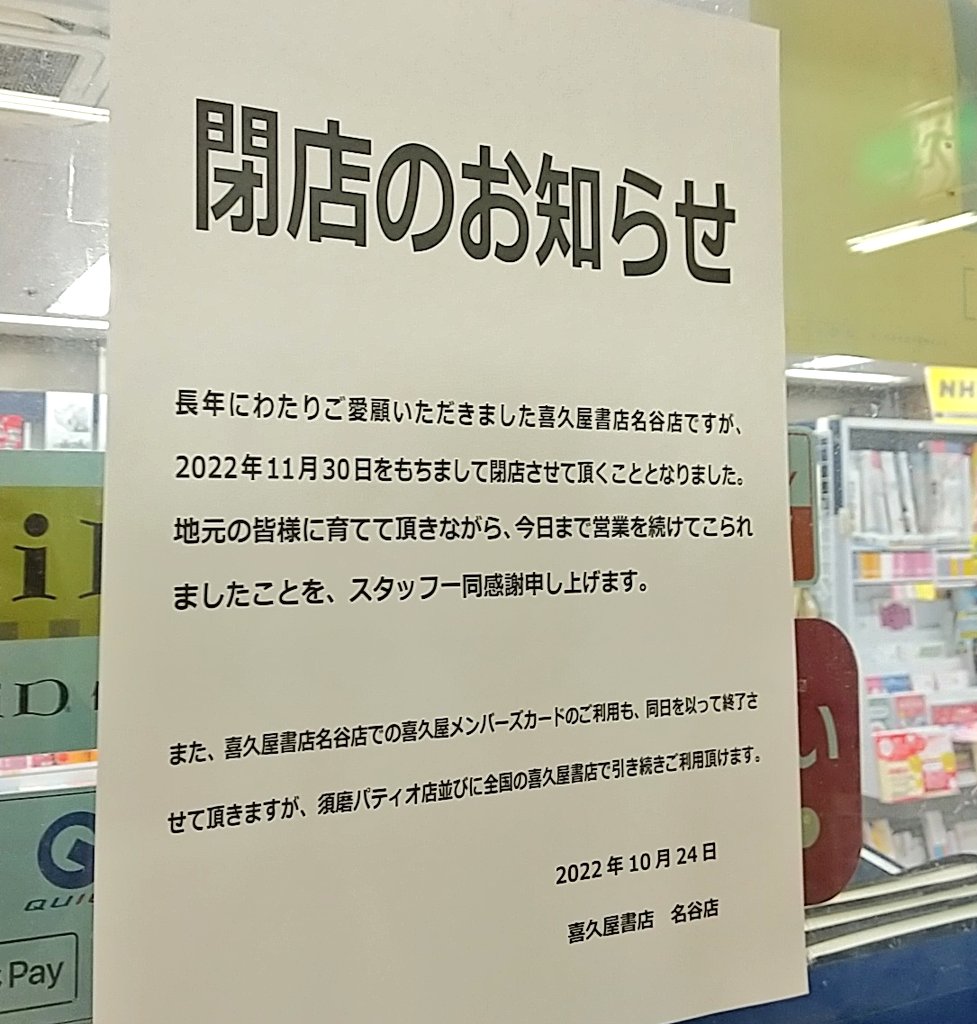 閉店のお知らせ
長年にわたりご愛顧いただきました喜久屋書店名谷店ですが、
2022年11月30日をもちまして閉店させて頂くこととなりました。
地元の皆様に育てて頂きながら、今日まで営業を続けてこられ
ましたことを、スタッフ一同感謝申し上げます。
また、喜久屋書店名谷店での喜久屋メンバーズカードのご利用も、同日を以って終了さ
せて頂きますが、須磨パティオ店並びに全国の喜久屋書店で引き続きご利用頂けます。
2022年10月24日
喜久屋書店 名谷店
NH
iD
QUI
Pay
い